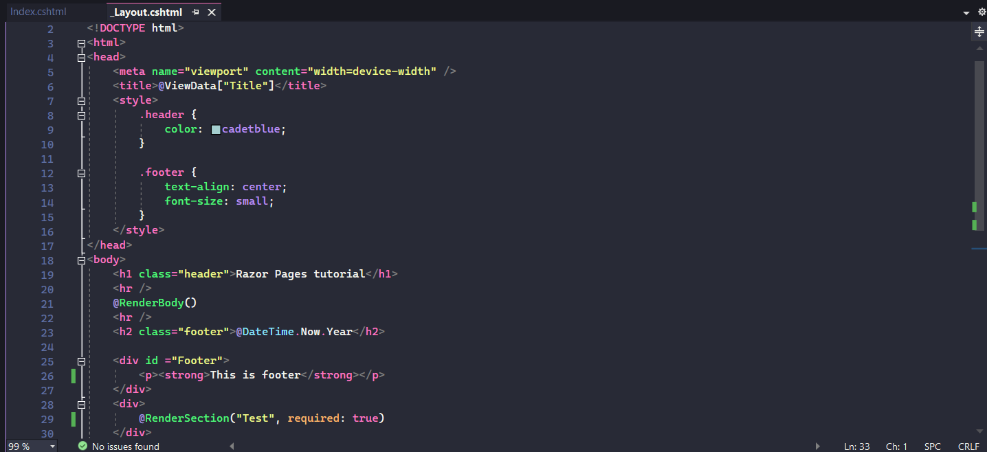 Index.cshtml
_Layout.cshtml
2 <!DOCTYPE html>
3 <html>
4 <head>
5 <meta name="viewport" content="width=device-width" />
6 <title>@ViewData["Title"]</title>
7 <style>
8 .header {
9 color: cadetblue;
10 }
11
12 .footer {
13 text-align: center;
14 font-size: small;
15 }
16 </style>
17 </head>
18 <body>
19 <h1 class="header">Razor Pages tutorial</h1>
20 <hr />
21 @RenderBody()
22 <hr />
23 <h2 class="footer">@DateTime.Now.Year</h2>
24
25 <div id ="Footer">
26 <p><strong>This is footer</strong></p>
27 </div>
28 <div>
29 @RenderSection("Test", required: true)
30 </div>
99 % No issues found Ln: 33 Ch: 1 SPC CRLF